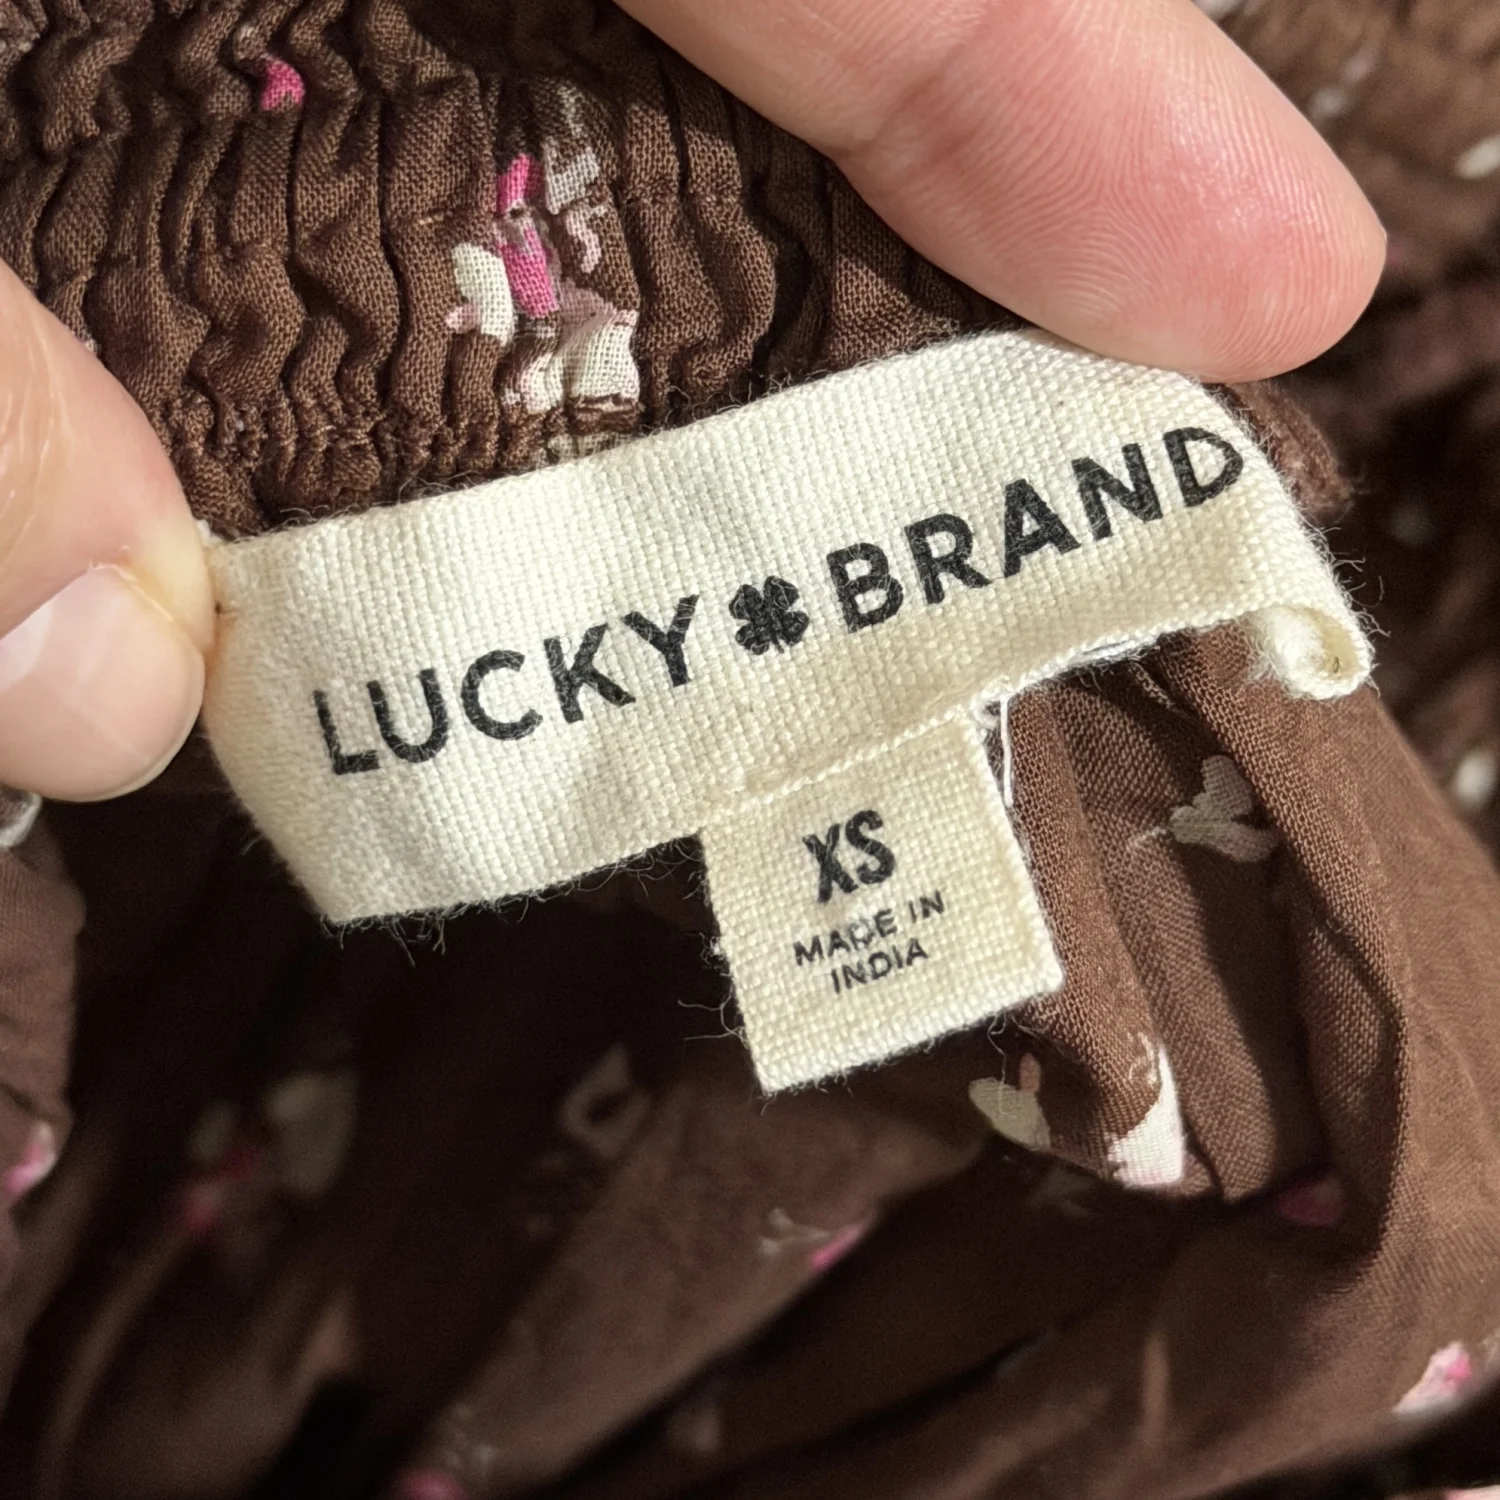 LUCKY BRAND
XS
MADE IN
INDIA